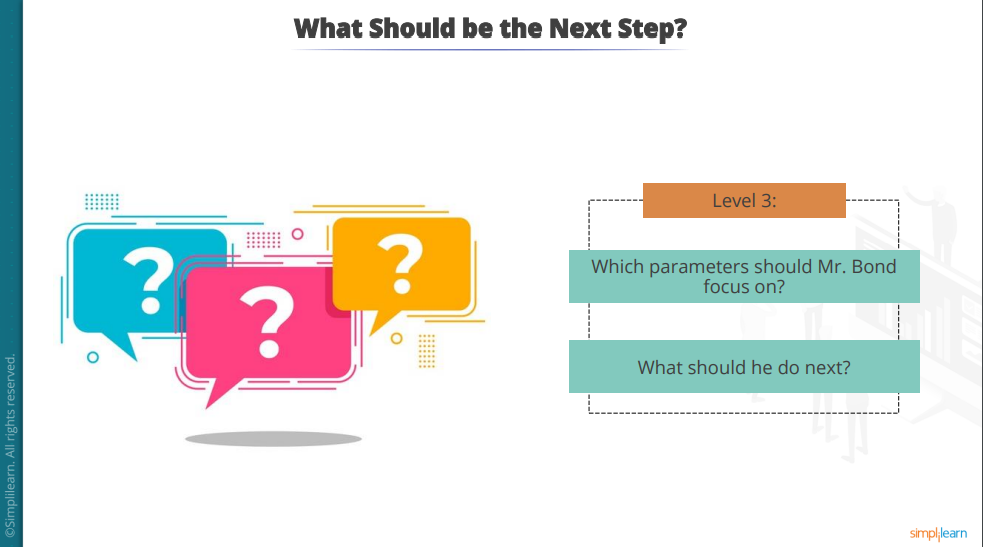 What Should be the Next Step?
?
?
?
Level 3:
Which parameters should Mr. Bond
focus on?
What should he do next?
©Simplilearn. All rights reserved.
simplilearn